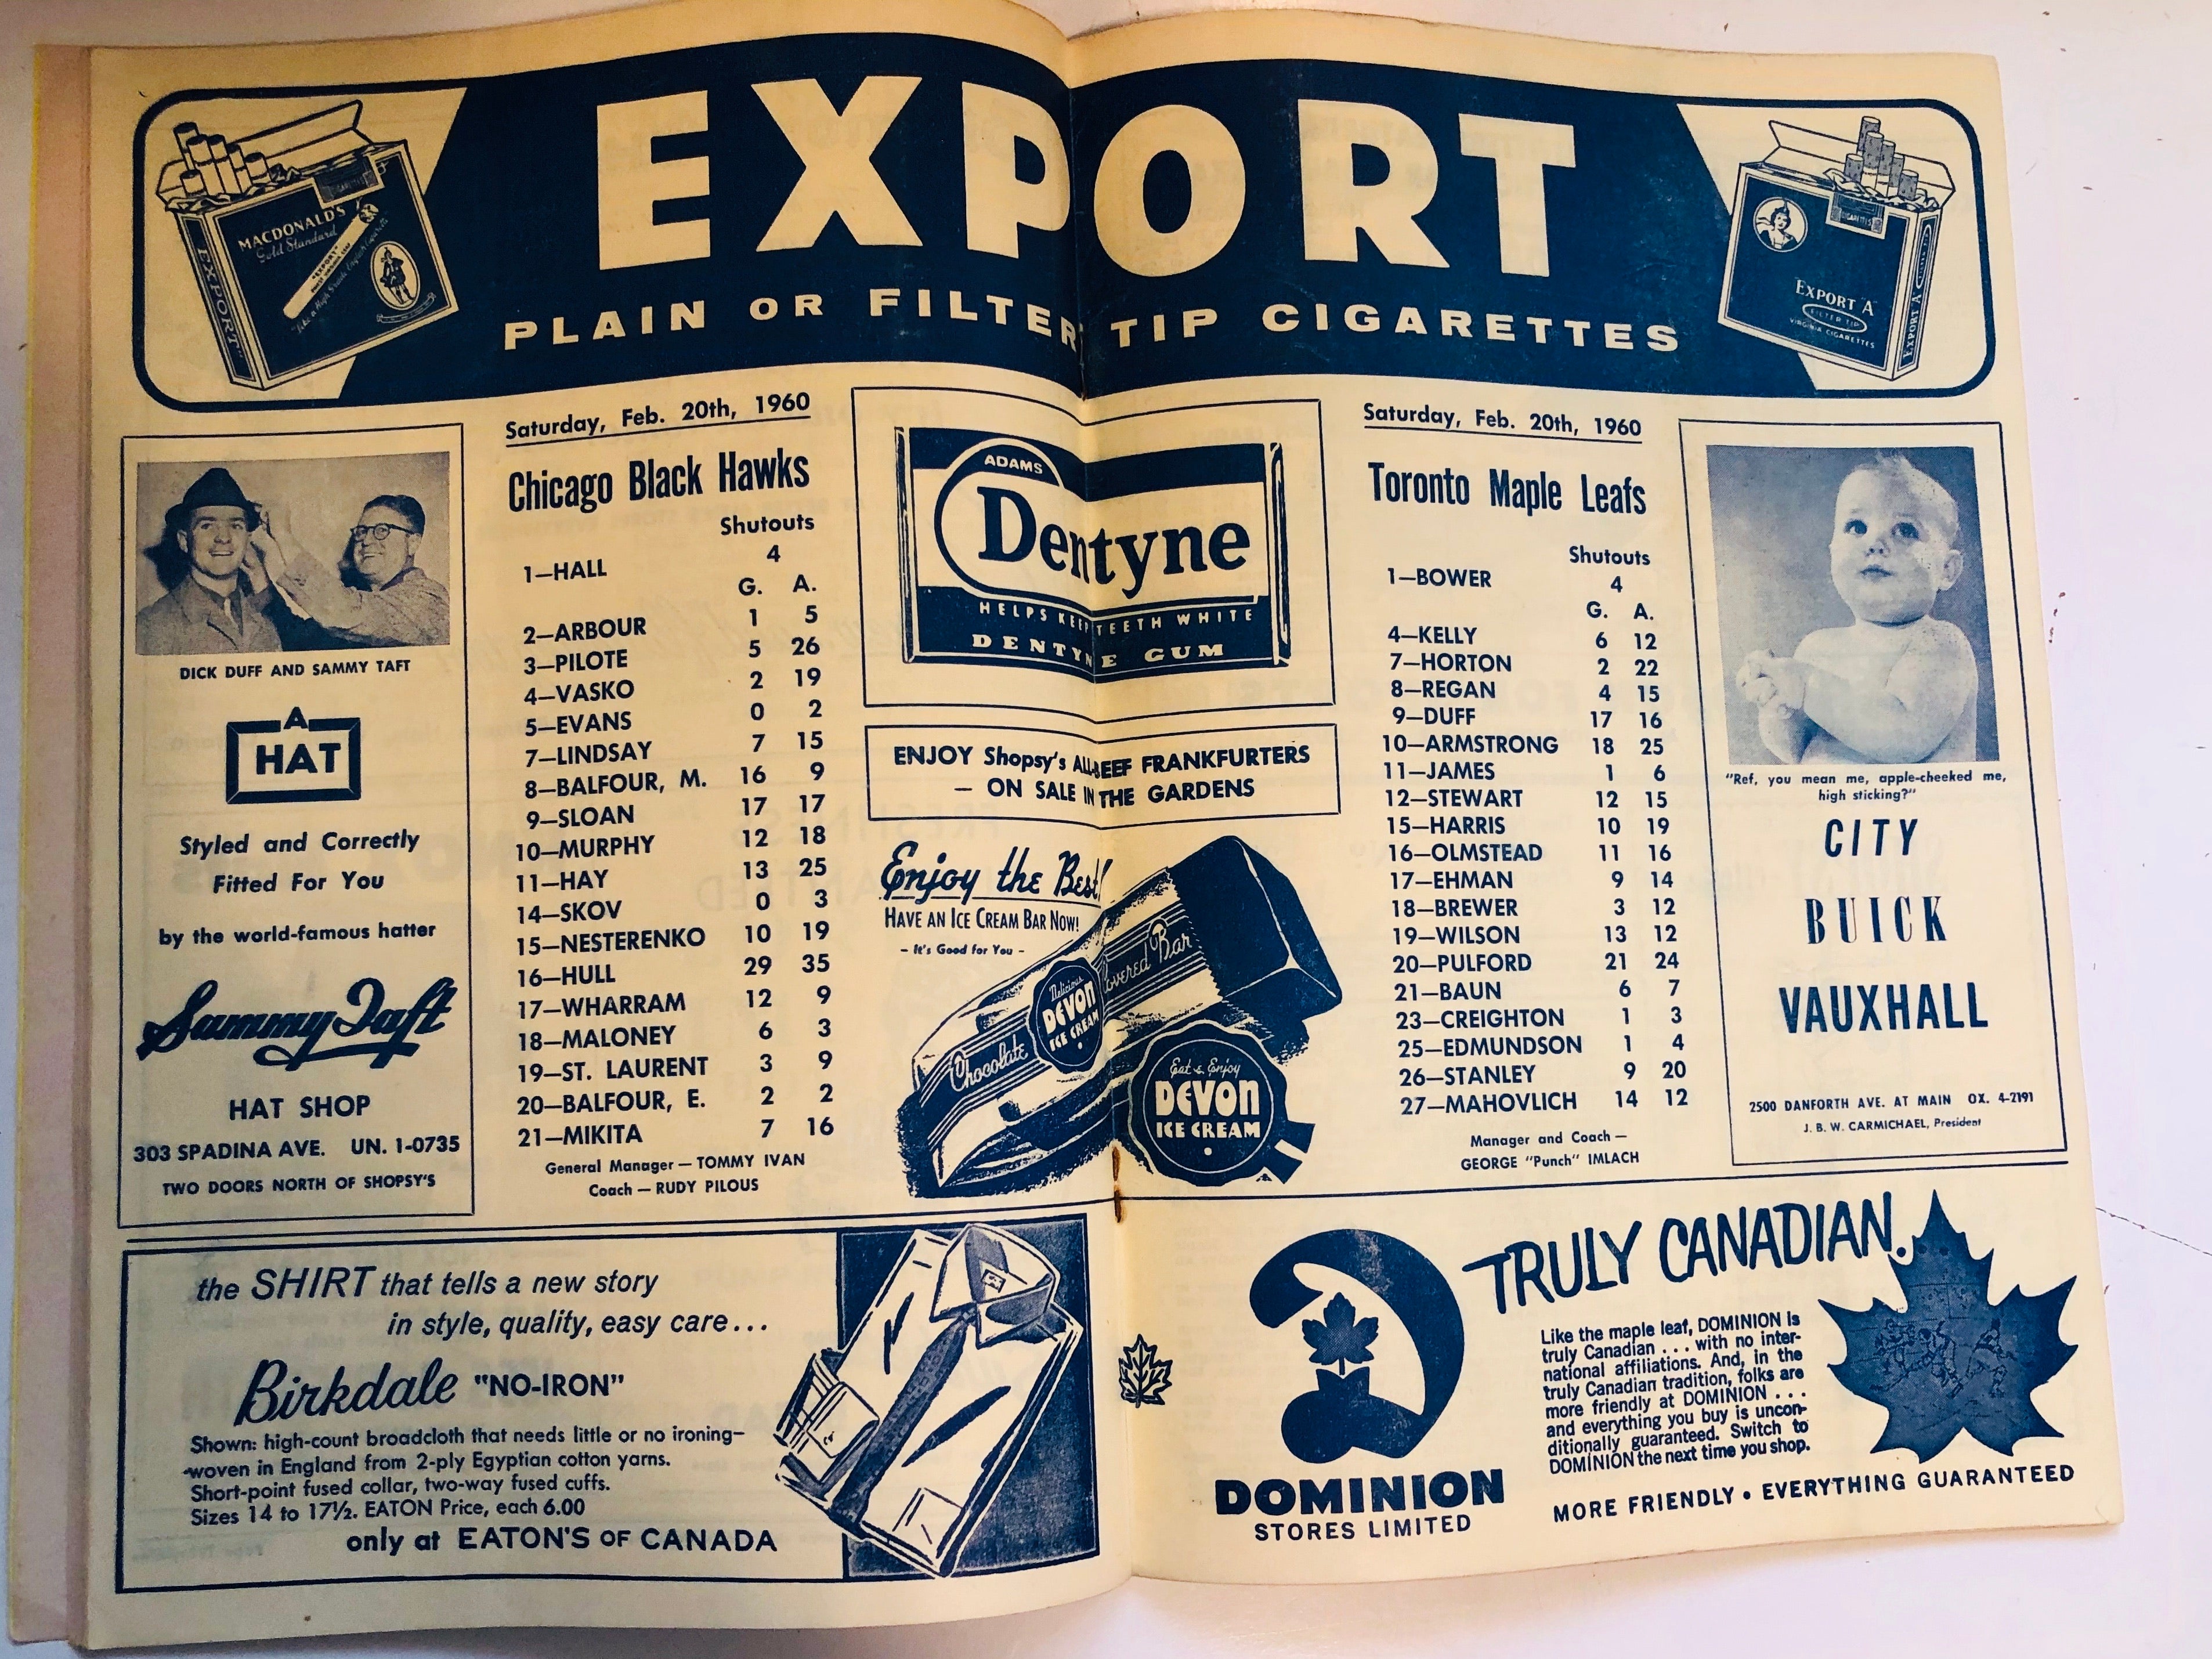 EXPORT
PLAIN OR FILTER TIP CIGARETTES
MACDONALD'S
Gold Standard
"EXPORT"
CIGARETTES
"EXPORT"
CIGARETTES
EXPORT "A"
FILTER TIP
VIRGINIA CIGARETTES
EXPORT "A"
DICK DUFF AND SAMMY TAFT
A
HAT
Styled and Correctly
Fitted For You
by the world-famous hatter
Sammy Taft
HAT SHOP
303 SPADINA AVE. UN. 1-0735
TWO DOORS NORTH OF SHOPSY'S
Saturday, Feb. 20th, 1960
Chicago Black Hawks
Shutouts
1—HALL 4
G. A.
2—ARBOUR 1 5
3—PILOTE 5 26
4—VASKO 2 19
5—EVANS 0 2
7—LINDSAY 7 15
8—BALFOUR, M. 16 9
9—SLOAN 17 17
10—MURPHY 12 18
11—HAY 13 25
14—SKOV 0 3
15—NESTERENKO 10 19
16—HULL 29 35
17—WHARRAM 12 9
18—MALONEY 6 3
19—ST. LAURENT 3 9
20—BALFOUR, E. 2 2
21—MIKITA 7 16
General Manager — TOMMY IVAN
Coach — RUDY PILOUS
ADAMS
Dentyne
HELPS KEEP TEETH WHITE
DENTYNE GUM
ENJOY Shopsy's ALL-BEEF FRANKFURTERS
— ON SALE IN THE GARDENS
Enjoy the Best!
HAVE AN ICE CREAM BAR NOW!
- It's Good for You -
Chocolate Covered Bar
Delicious
DEVON
ICE CREAM
Eat & Enjoy
DEVON
ICE CREAM
Saturday, Feb. 20th, 1960
Toronto Maple Leafs
Shutouts
1—BOWER 4
G. A.
4—KELLY 6 12
7—HORTON 2 22
8—REGAN 4 15
9—DUFF 17 16
10—ARMSTRONG 18 25
11—JAMES 1 6
12—STEWART 12 15
15—HARRIS 10 19
16—OLMSTEAD 11 16
17—EHMAN 9 14
18—BREWER 3 12
19—WILSON 13 12
20—PULFORD 21 24
21—BAUN 6 7
23—CREIGHTON 1 3
25—EDMUNDSON 1 4
26—STANLEY 9 20
27—MAHOVLICH 14 12
Manager and Coach —
GEORGE "Punch" IMLACH
"Ref, you mean me, apple-cheeked me,
high sticking?"
CITY
BUICK
VAUXHALL
2500 DANFORTH AVE. AT MAIN OX. 4-2191
J. B. W. CARMICHAEL, President
the SHIRT that tells a new story
in style, quality, easy care...
Birkdale "NO-IRON"
Shown: high-count broadcloth that needs little or no ironing—
woven in England from 2-ply Egyptian cotton yarns.
Short-point fused collar, two-way fused cuffs.
Sizes 14 to 17½. EATON Price, each 6.00
only at EATON'S OF CANADA
TRULY CANADIAN.
Like the maple leaf, DOMINION is
truly Canadian . . . with no inter-
national affiliations. And, in the
truly Canadian tradition, folks are
more friendly at DOMINION . . .
and everything you buy is uncon-
ditionally guaranteed. Switch to
DOMINION the next time you shop.
DOMINION
STORES LIMITED
MORE FRIENDLY • EVERYTHING GUARANTEED